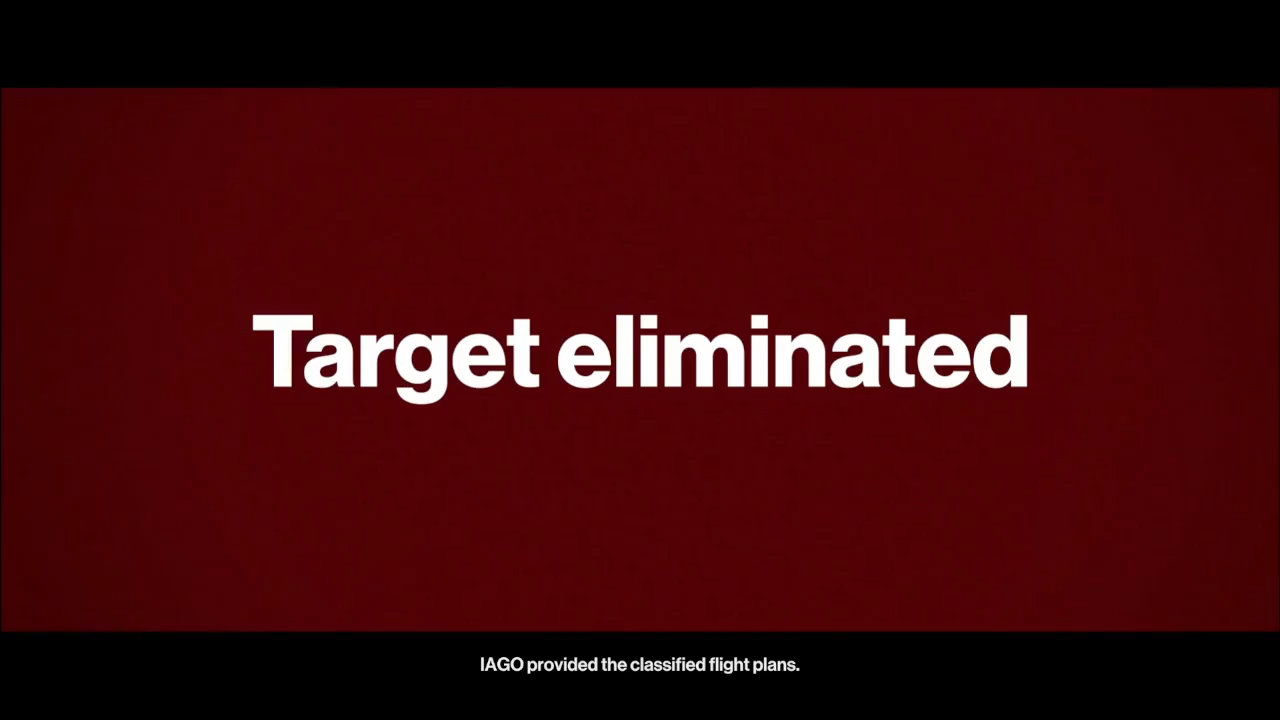 Target eliminated
IAGO provided the classified flight plans.